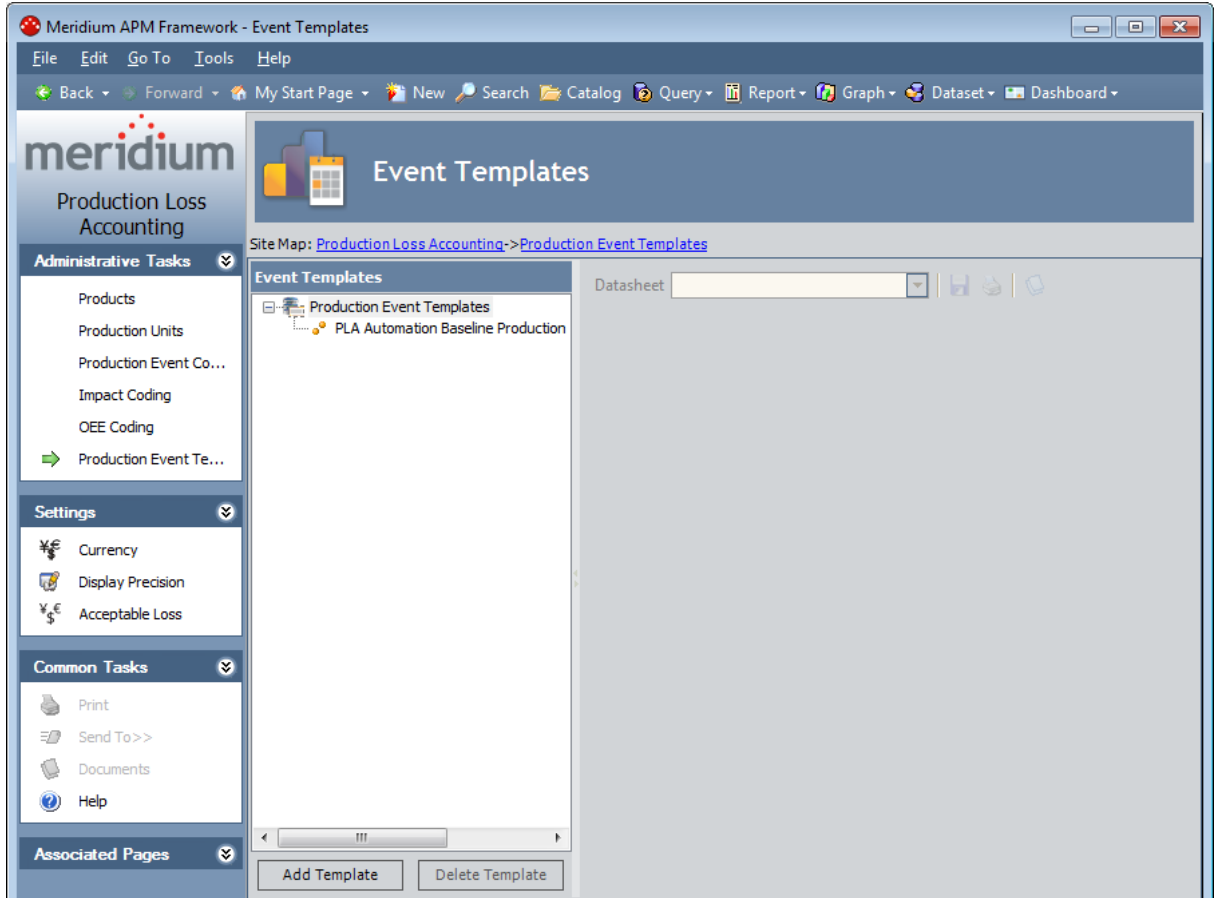 Meridium APM Framework - Event Templates
File Edit Go To Tools Help
Back Forward My Start Page New Search Catalog Query Report Graph Dataset Dashboard
meridium
Production Loss
Accounting
Event Templates
Site Map: Production Loss Accounting->Production Event Templates
Administrative Tasks
Products
Production Units
Production Event Co...
Impact Coding
OEE Coding
Production Event Te...
Settings
Currency
Display Precision
Acceptable Loss
Common Tasks
Print
Send To>>
Documents
Help
Associated Pages
Event Templates
Production Event Templates
PLA Automation Baseline Production
Add Template Delete Template
Datasheet